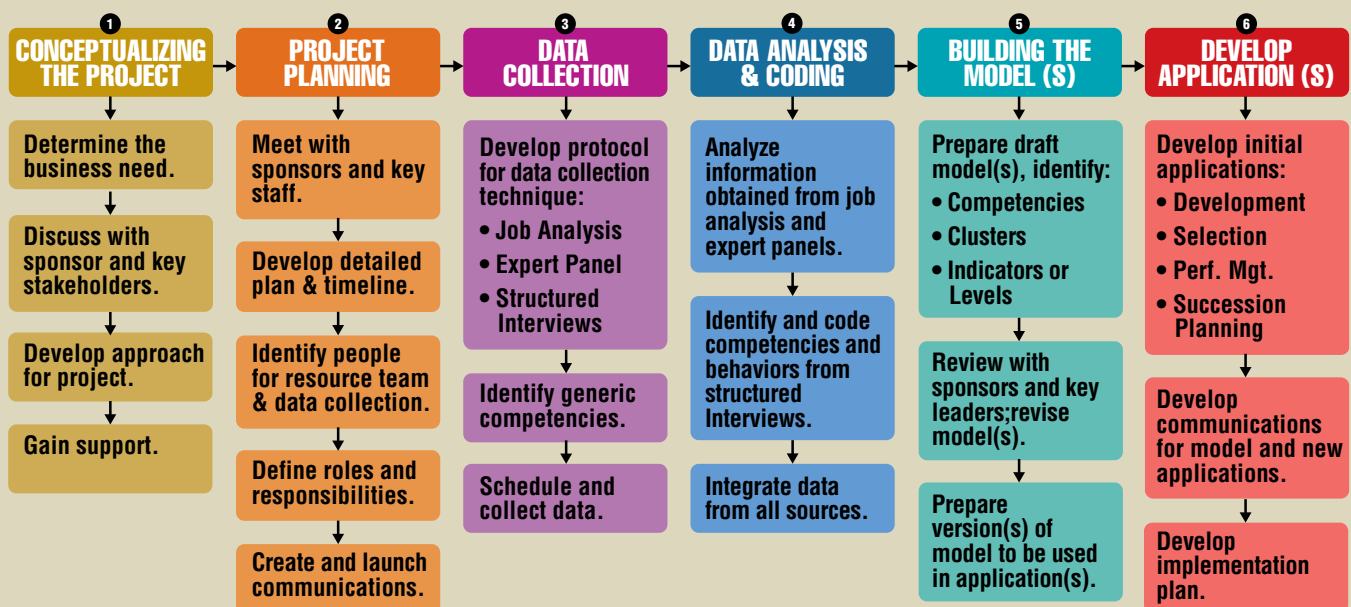 1
CONCEPTUALIZING
THE PROJECT
Determine the
business need.
Discuss with
sponsor and key
stakeholders.
Develop approach
for project.
Gain support.
2
PROJECT
PLANNING
Meet with
sponsors and key
staff.
Develop detailed
plan & timeline.
Identify people
for resource team
& data collection.
Define roles and
responsibilities.
Create and launch
communications.
3
DATA
COLLECTION
Develop protocol
for data collection
technique:
• Job Analysis
• Expert Panel
• Structured
Interviews
Identify generic
competencies.
Schedule and
collect data.
4
DATA ANALYSIS
& CODING
Analyze
information
obtained from job
analysis and
expert panels.
Identify and code
competencies and
behaviors from
structured
Interviews.
Integrate data
from all sources.
5
BUILDING THE
MODEL (S)
Prepare draft
model(s), identify:
• Competencies
• Clusters
• Indicators or
Levels
Review with
sponsors and key
leaders;revise
model(s).
Prepare
version(s) of
model to be used
in application(s).
6
DEVELOP
APPLICATION (S)
Develop initial
applications:
• Development
• Selection
• Perf. Mgt.
• Succession
Planning
Develop
communications
for model and new
applications.
Develop
implementation
plan.